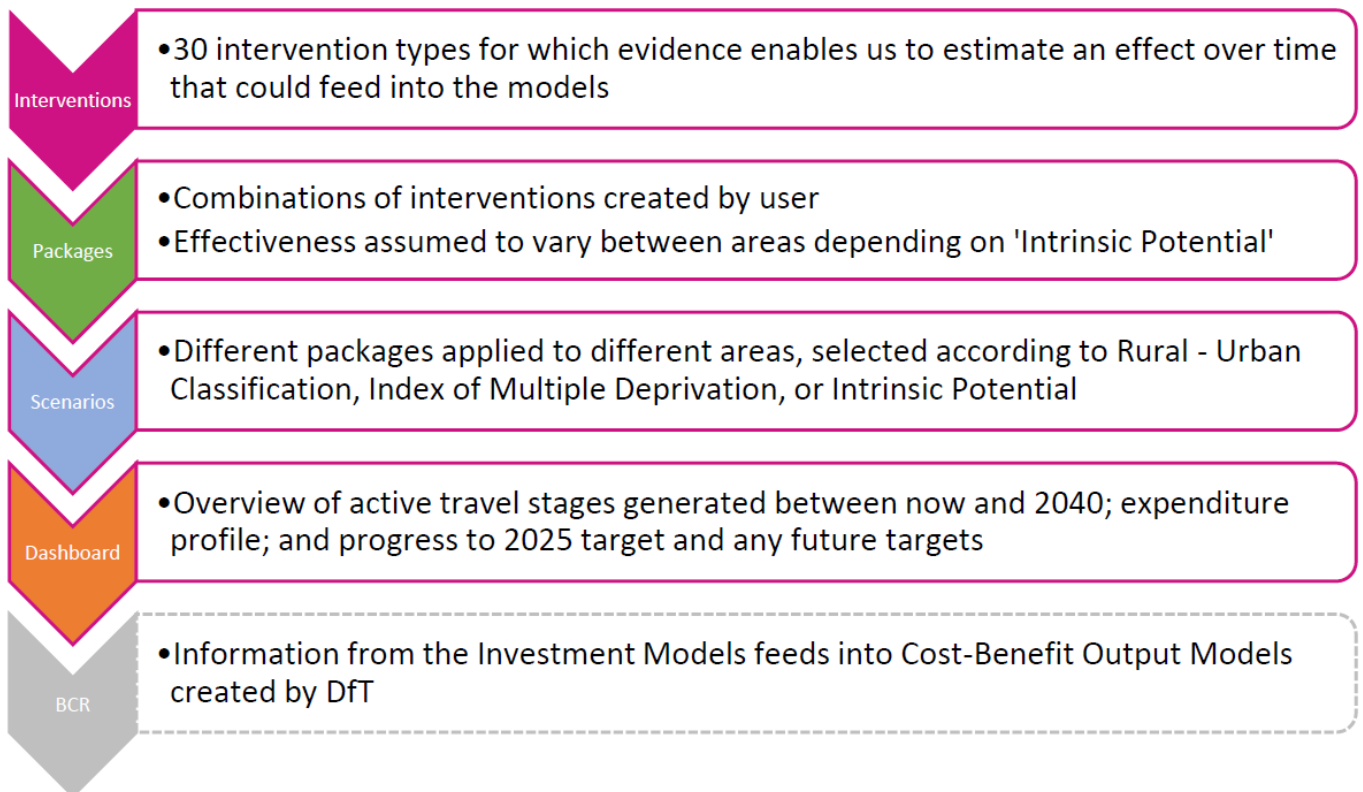 Interventions
•30 intervention types for which evidence enables us to estimate an effect over time
that could feed into the models
Packages
•Combinations of interventions created by user
•Effectiveness assumed to vary between areas depending on 'Intrinsic Potential'
Scenarios
•Different packages applied to different areas, selected according to Rural - Urban
Classification, Index of Multiple Deprivation, or Intrinsic Potential
Dashboard
•Overview of active travel stages generated between now and 2040; expenditure
profile; and progress to 2025 target and any future targets
BCR
•Information from the Investment Models feeds into Cost-Benefit Output Models
created by DfT